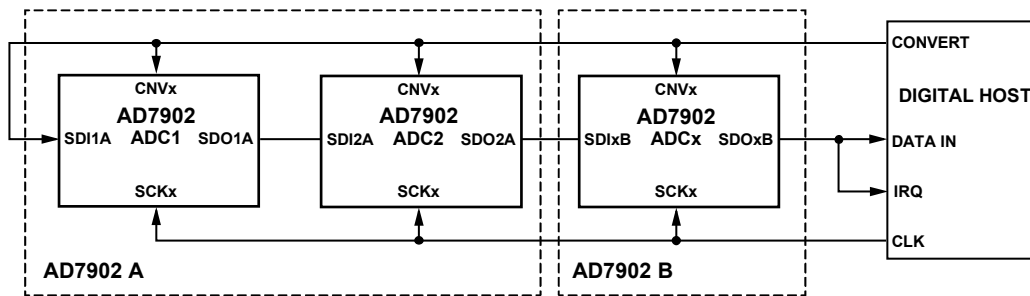 CONVERT
CNVx CNVx CNVx
AD7902 AD7902 AD7902
DIGITAL HOST
SDI1A ADC1 SDO1A SDI2A ADC2 SDO2A SDIxB ADCx SDOxB DATA IN
SCKx SCKx SCKx
IRQ
CLK
AD7902 A AD7902 B